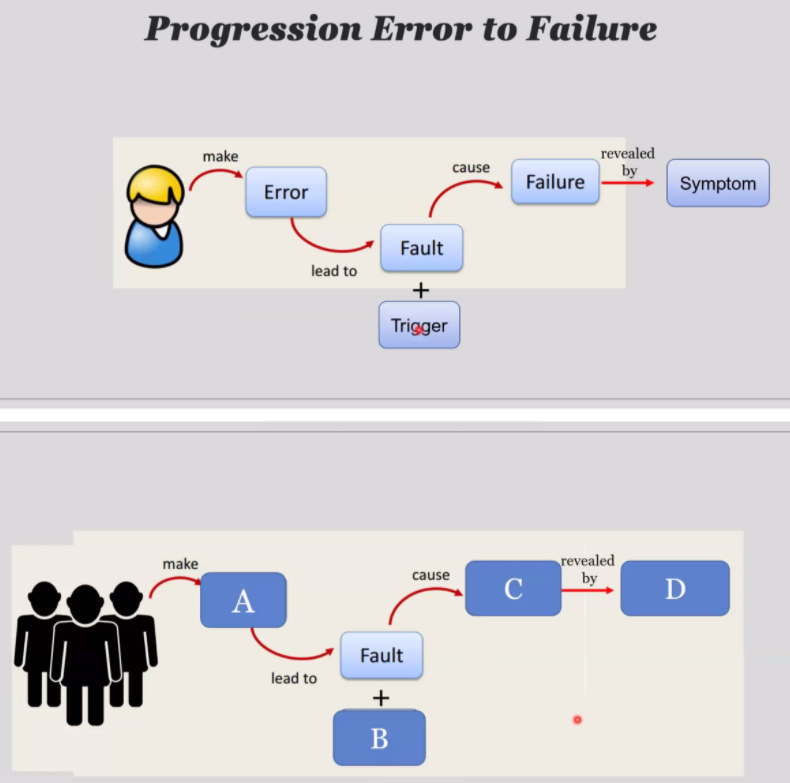 Progression Error to Failure
make
Error
lead to
Fault
cause
Failure
revealed
by
Symptom
+
Trigger
make
A
lead to
Fault
cause
C
revealed
by
D
+
B